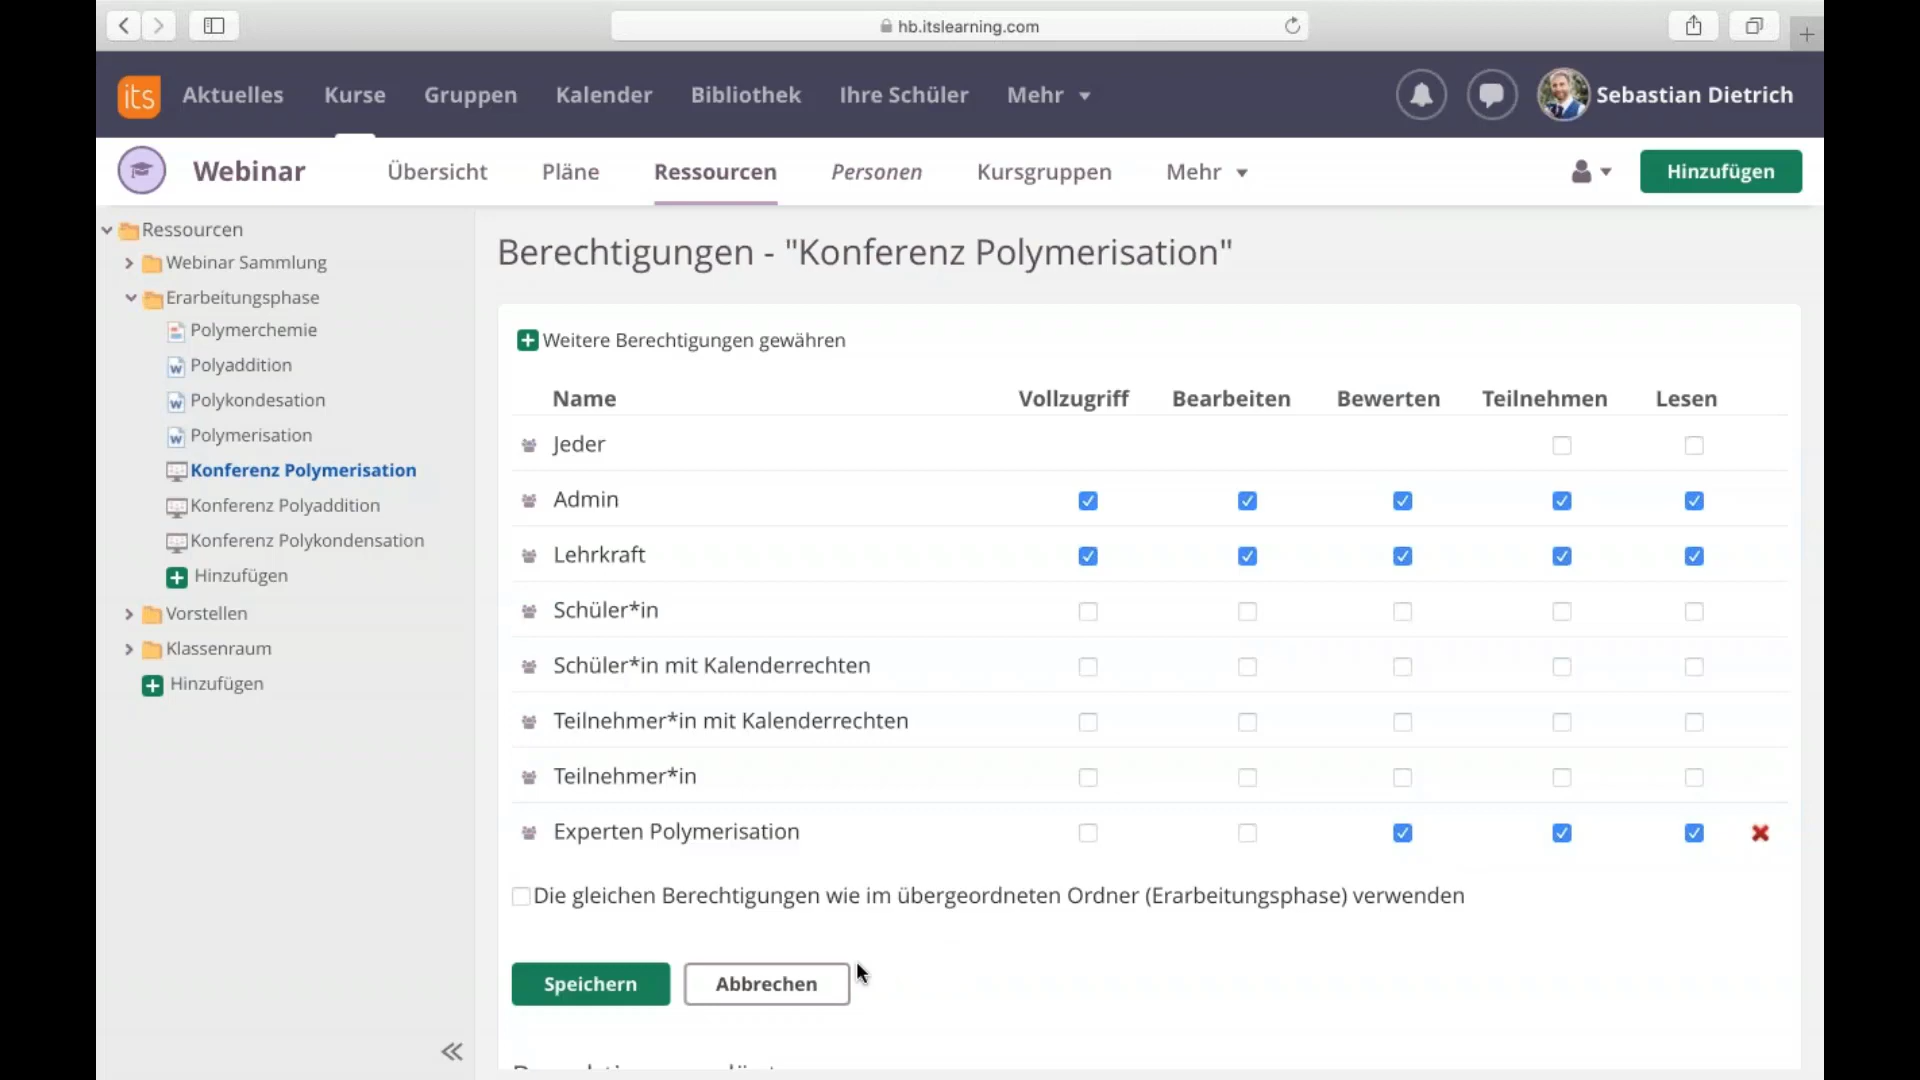 hb.itslearning.com
its Aktuelles Kurse Gruppen Kalender Bibliothek Ihre Schüler Mehr Sebastian Dietrich
Webinar Übersicht Pläne Ressourcen Personen Kursgruppen Mehr Hinzufügen
Ressourcen
Webinar Sammlung
Erarbeitungsphase
Polymerchemie
Polyaddition
Polykondesation
Polymerisation
Konferenz Polymerisation
Konferenz Polyaddition
Konferenz Polykondensation
Hinzufügen
Vorstellen
Klassenraum
Hinzufügen
Berechtigungen - "Konferenz Polymerisation"
Weitere Berechtigungen gewähren
Name Vollzugriff Bearbeiten Bewerten Teilnehmen Lesen
Jeder
Admin
Lehrkraft
Schüler*in
Schüler*in mit Kalenderrechten
Teilnehmer*in mit Kalenderrechten
Teilnehmer*in
Experten Polymerisation
Die gleichen Berechtigungen wie im übergeordneten Ordner (Erarbeitungsphase) verwenden
Speichern Abbrechen